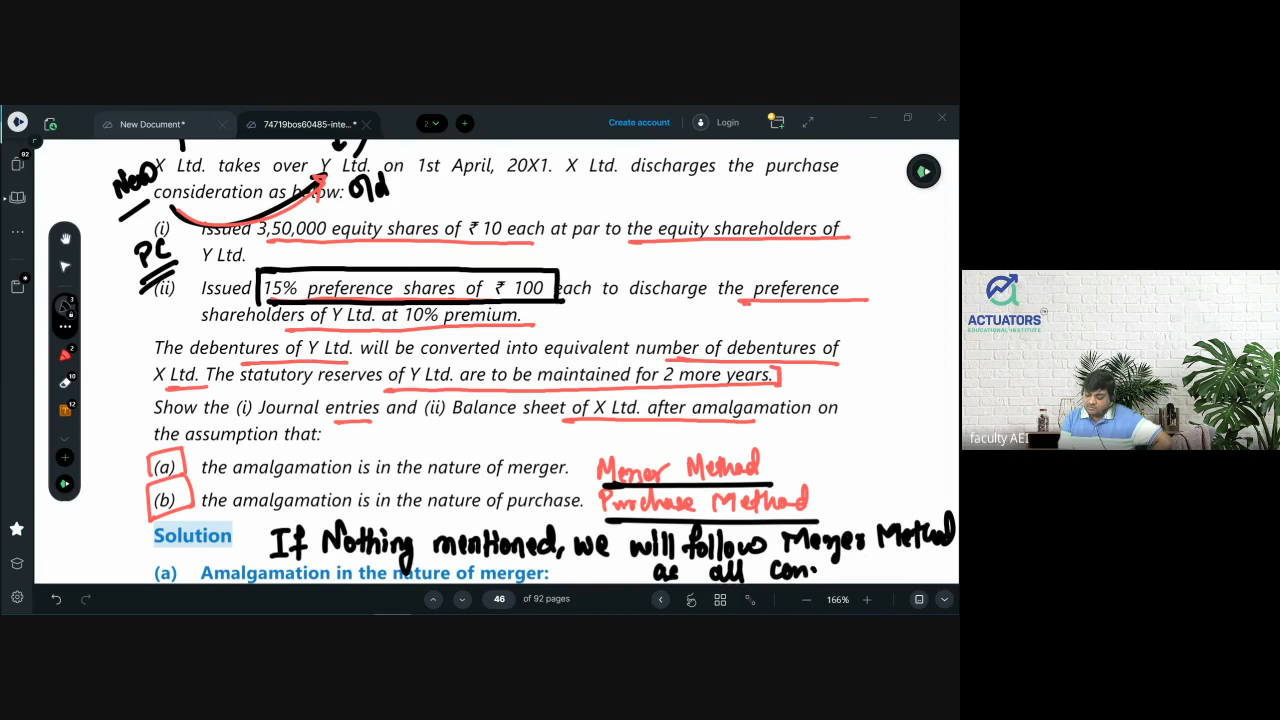 New Document*
74719bos60485-inte...*
2
Create account
Login
92
X Ltd. takes over Y Ltd. on 1st April, 20X1. X Ltd. discharges the purchase
consideration as below:
New
old
(i) Issued 3,50,000 equity shares of ₹ 10 each at par to the equity shareholders of
Y Ltd.
PC
(ii) Issued 15% preference shares of ₹ 100 each to discharge the preference
shareholders of Y Ltd. at 10% premium.
The debentures of Y Ltd. will be converted into equivalent number of debentures of
X Ltd. The statutory reserves of Y Ltd. are to be maintained for 2 more years.
Show the (i) Journal entries and (ii) Balance sheet of X Ltd. after amalgamation on
the assumption that:
(a) the amalgamation is in the nature of merger.
Merger Method
(b) the amalgamation is in the nature of purchase.
Purchase Method
Solution
If Nothing mentioned, we will follow Merger Method
as all con.
(a) Amalgamation in the nature of merger:
3
2
10
12
46 of 92 pages
166%
ACTUATORS
EDUCATIONAL INSTITUTE
faculty AEI